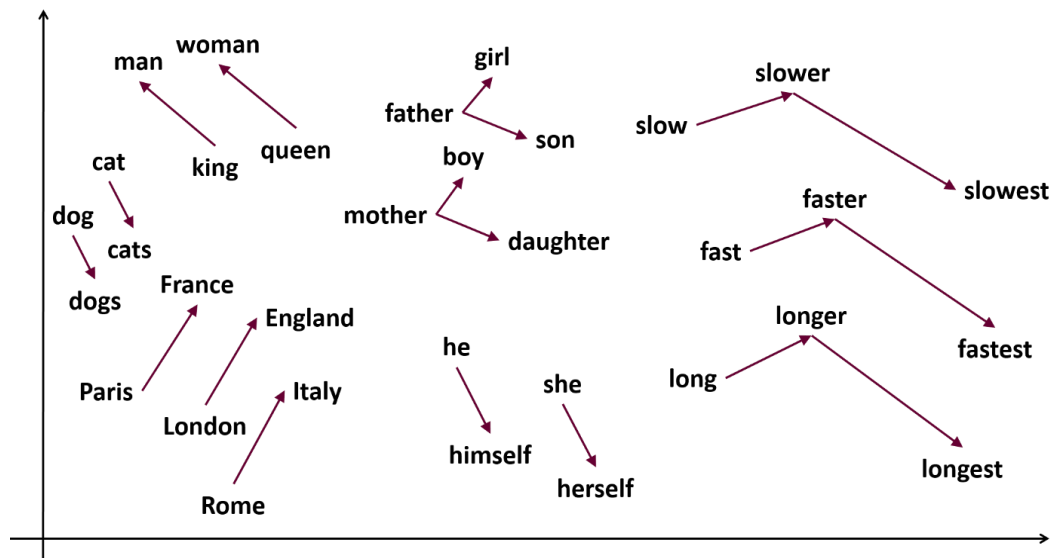 woman
man
king
queen
cat
dog
cats
dogs
France
England
Paris
London
Italy
Rome
girl
father
son
boy
mother
daughter
he
she
himself
herself
slower
slow
slowest
faster
fast
fastest
longer
long
longest